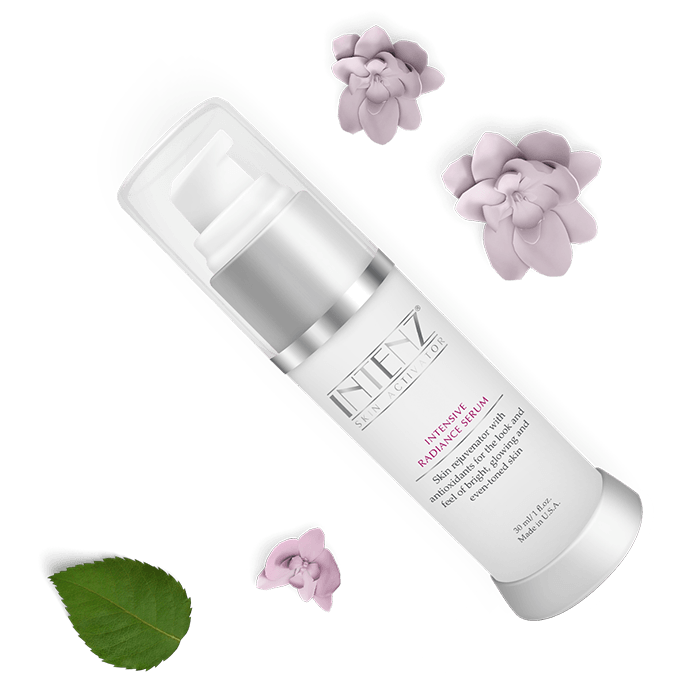 INTENZ®
SKIN ACTIVATOR
INTENSIVE
RADIANCE SERUM
Skin rejuvenator with
antioxidants for the look and
feel of bright, glowing and
even-toned skin
30 ml/1 fl.oz.
Made in U.S.A.